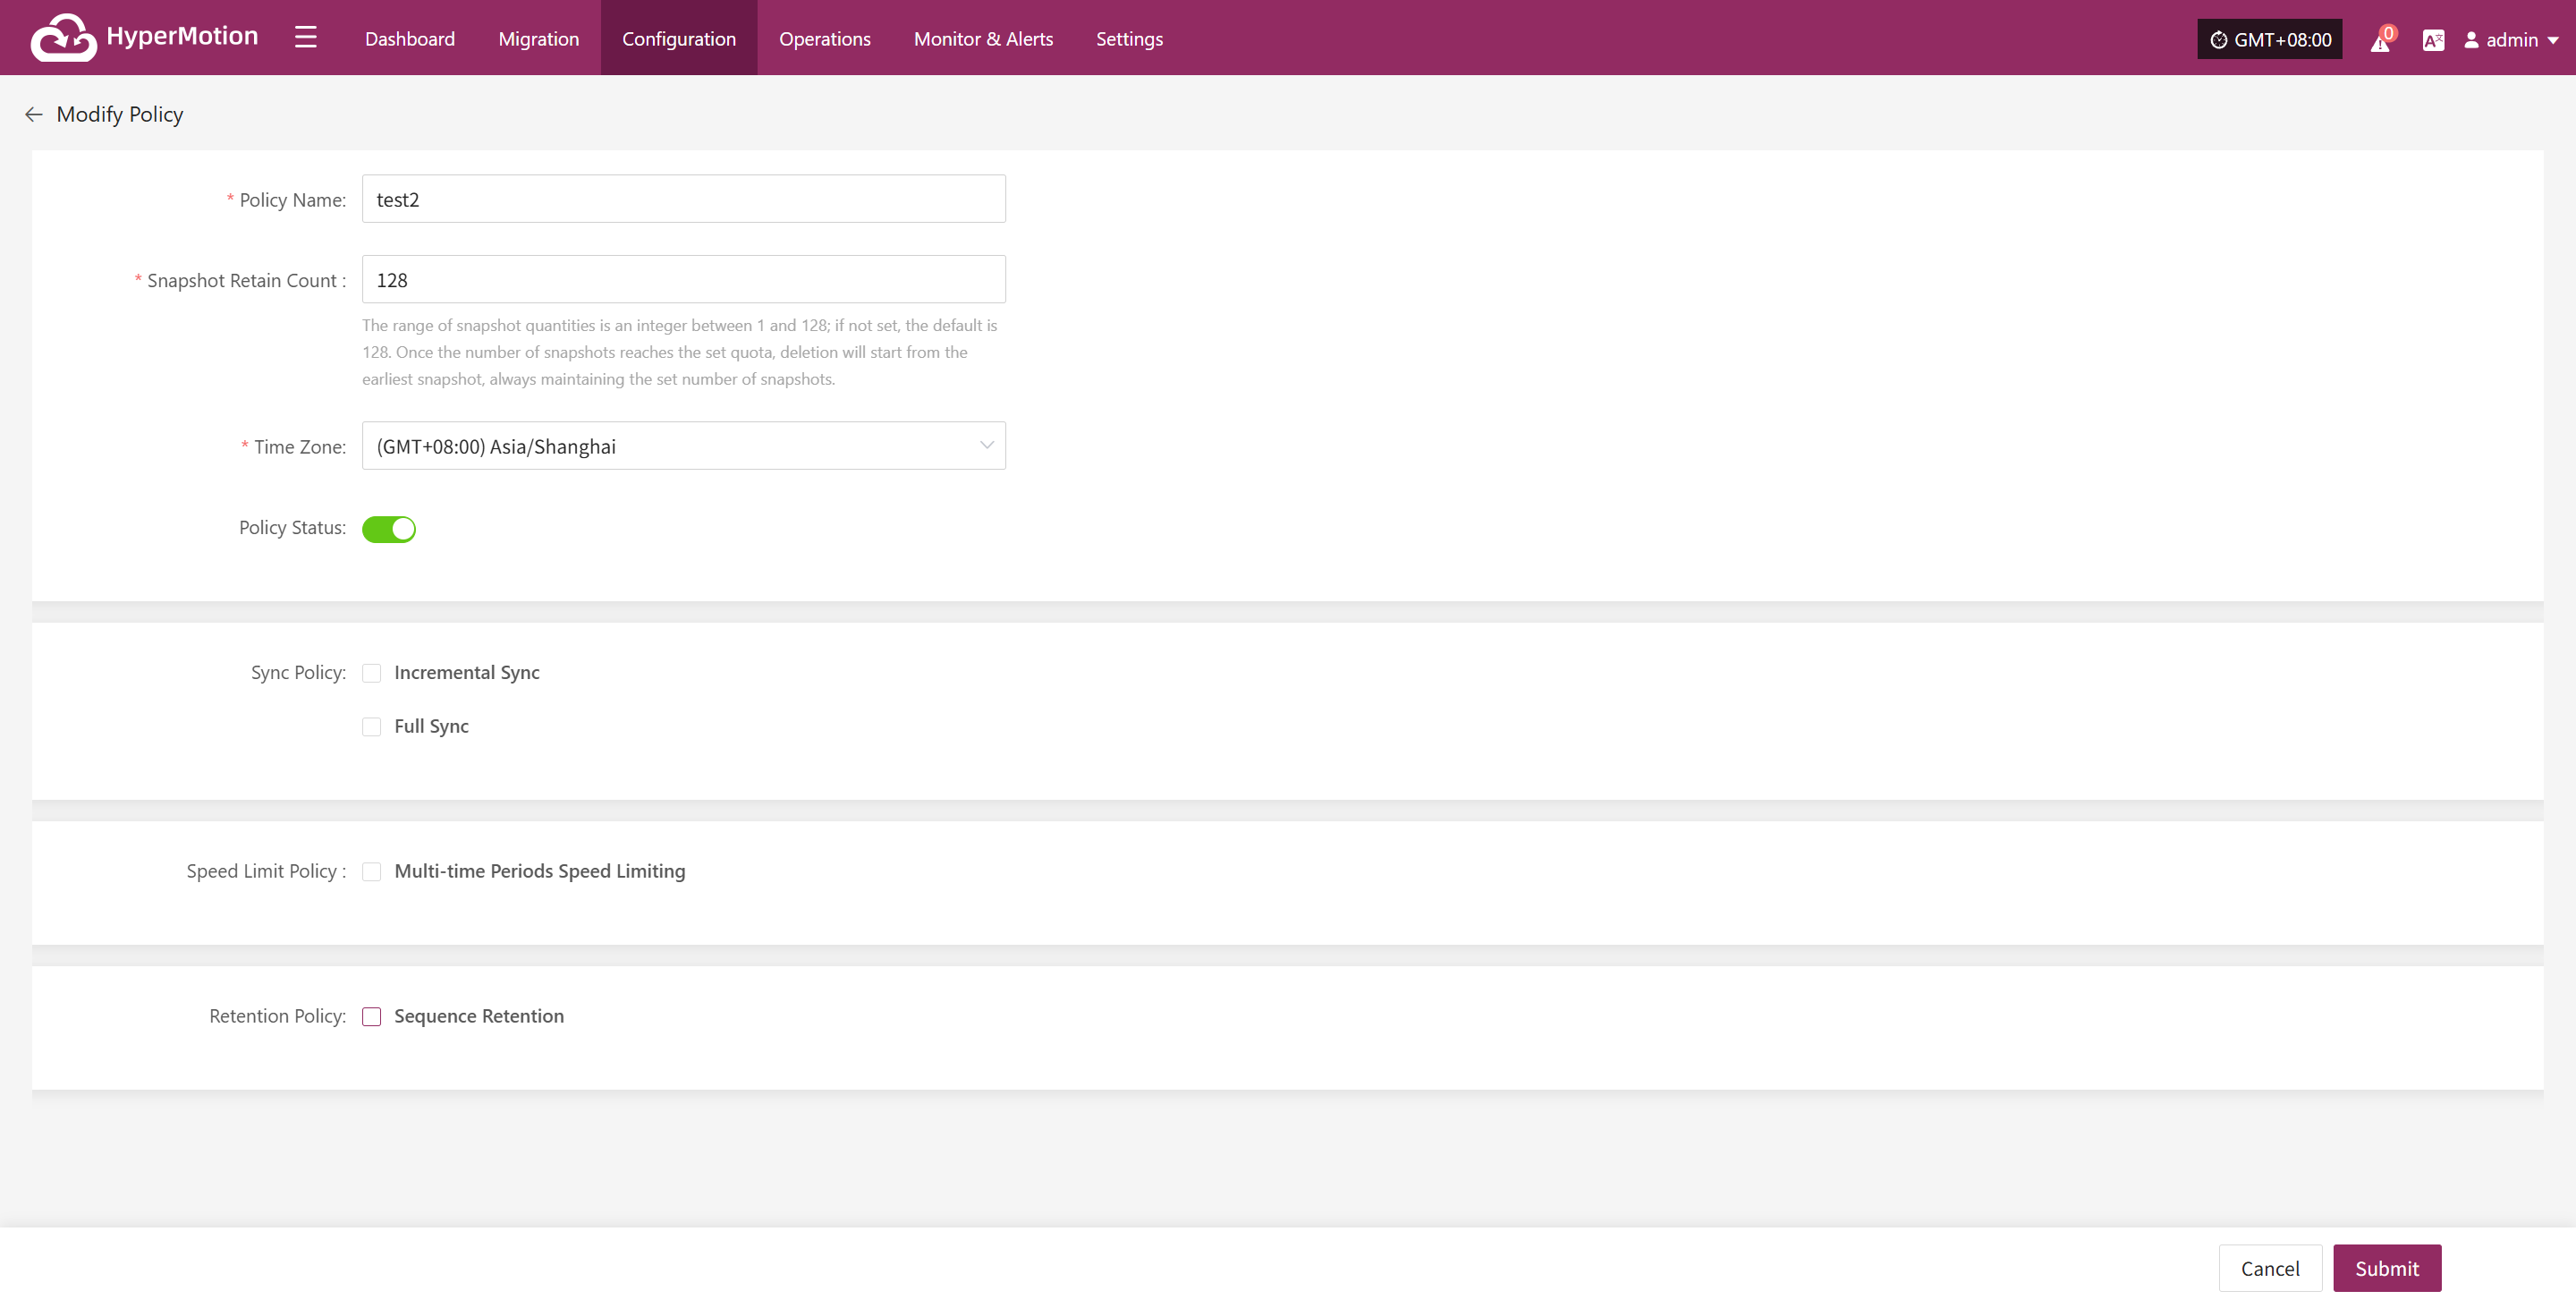 HyperMotion
Dashboard
Migration
Configuration
Operations
Monitor & Alerts
Settings
GMT+08:00
0
A文
admin
Modify Policy
* Policy Name: test2
* Snapshot Retain Count : 128
The range of snapshot quantities is an integer between 1 and 128; if not set, the default is
128. Once the number of snapshots reaches the set quota, deletion will start from the
earliest snapshot, always maintaining the set number of snapshots.
* Time Zone: (GMT+08:00) Asia/Shanghai
Policy Status:
Sync Policy: Incremental Sync
Full Sync
Speed Limit Policy : Multi-time Periods Speed Limiting
Retention Policy: Sequence Retention
Cancel
Submit